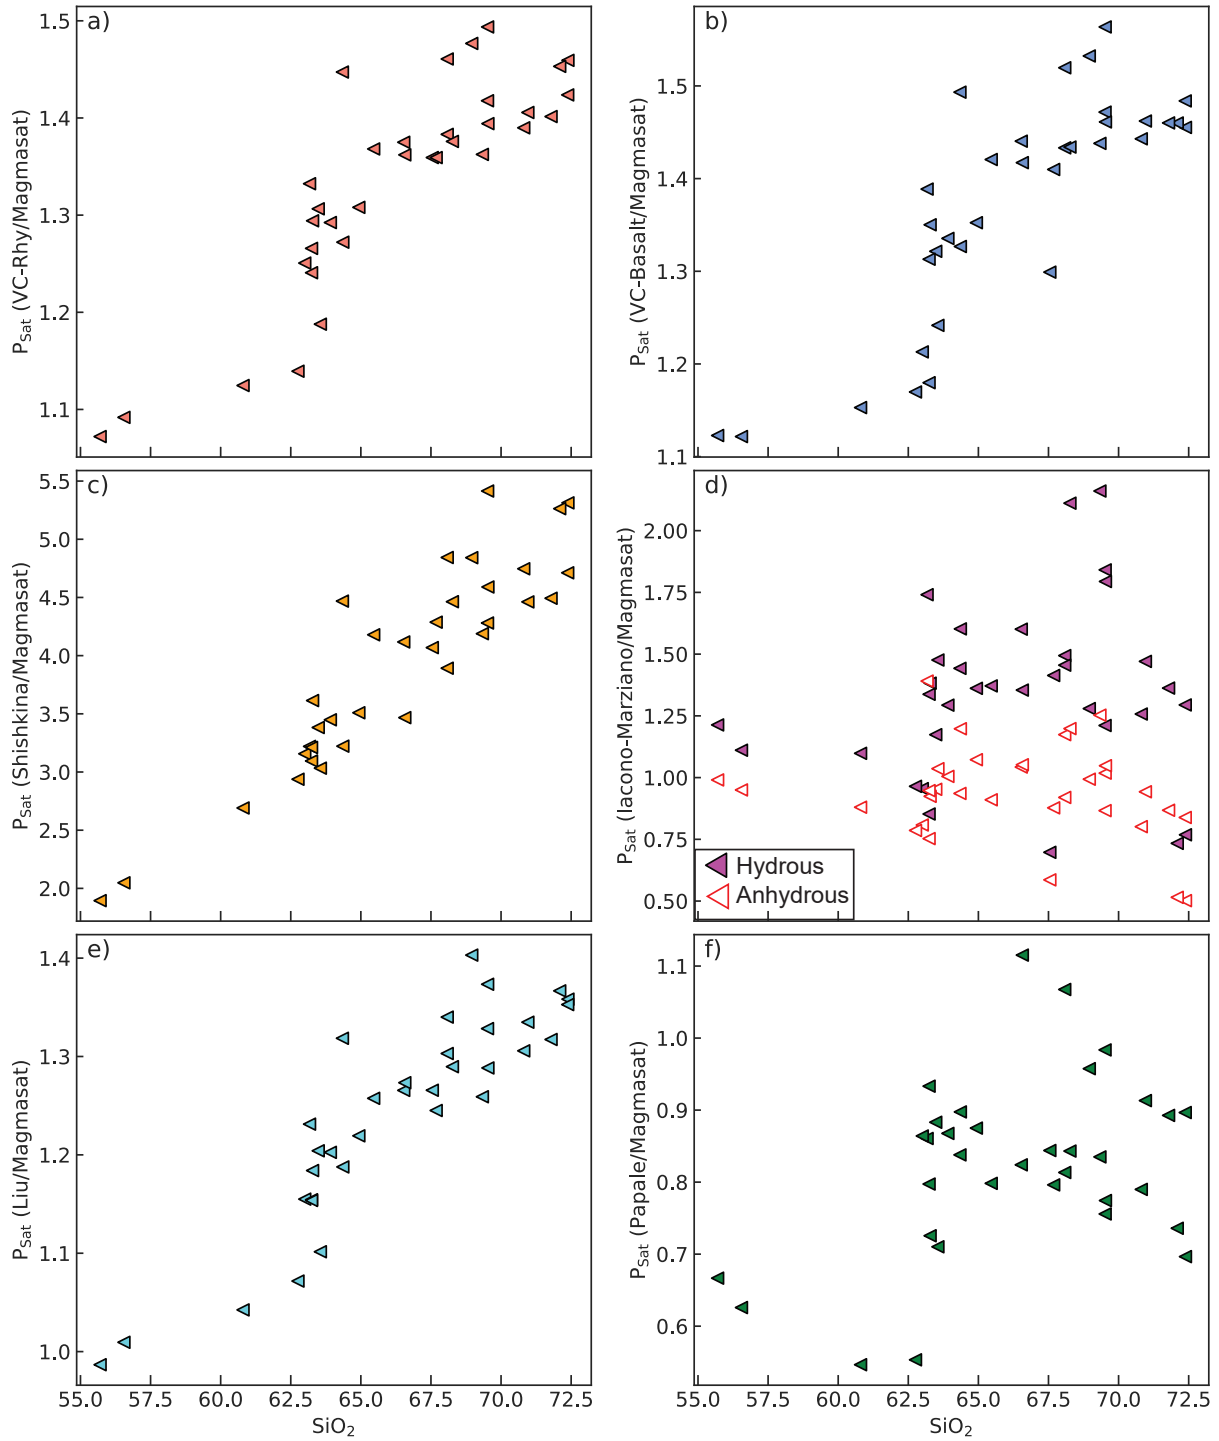 a)
1.5
1.4
1.3
1.2
1.1
P_Sat (VC-Rhy/Magmasat)
b)
1.5
1.4
1.3
1.2
1.1
P_Sat (VC-Basalt/Magmasat)
c)
5.5
5.0
4.5
4.0
3.5
3.0
2.5
2.0
P_Sat (Shishkina/Magmasat)
d)
2.00
1.75
1.50
1.25
1.00
0.75
0.50
P_Sat (Iacono-Marziano/Magmasat)
Hydrous
Anhydrous
e)
1.4
1.3
1.2
1.1
1.0
P_Sat (Liu/Magmasat)
55.0 57.5 60.0 62.5 65.0 67.5 70.0 72.5
SiO₂
f)
1.1
1.0
0.9
0.8
0.7
0.6
P_Sat (Papale/Magmasat)
55.0 57.5 60.0 62.5 65.0 67.5 70.0 72.5
SiO₂